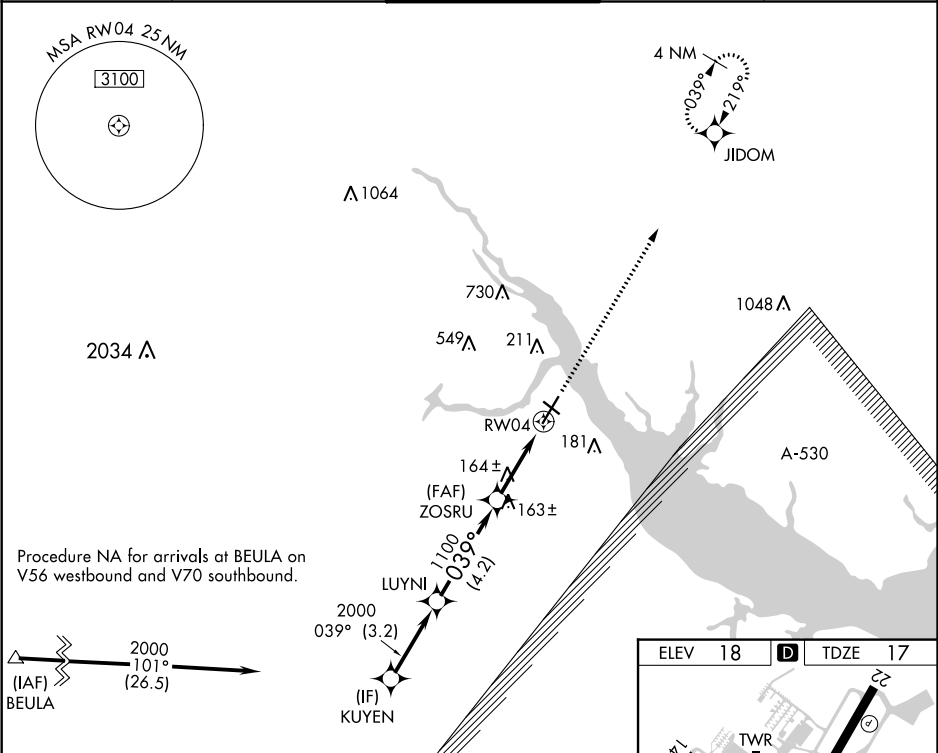 MSA RW04 25 NM
3100
4 NM
039°
219°
JIDOM
1064
730
1048
549
211
2034
RW04
181
A-530
164±
(FAF)
ZOSRU
163±
1100
039°
(4.2)
Procedure NA for arrivals at BEULA on
V56 westbound and V70 southbound.
LUYNI
2000
039° (3.2)
2000
101°
(26.5)
(IAF)
BEULA
(IF)
KUYEN
ELEV 18 D TDZE 17
22
P
TWR